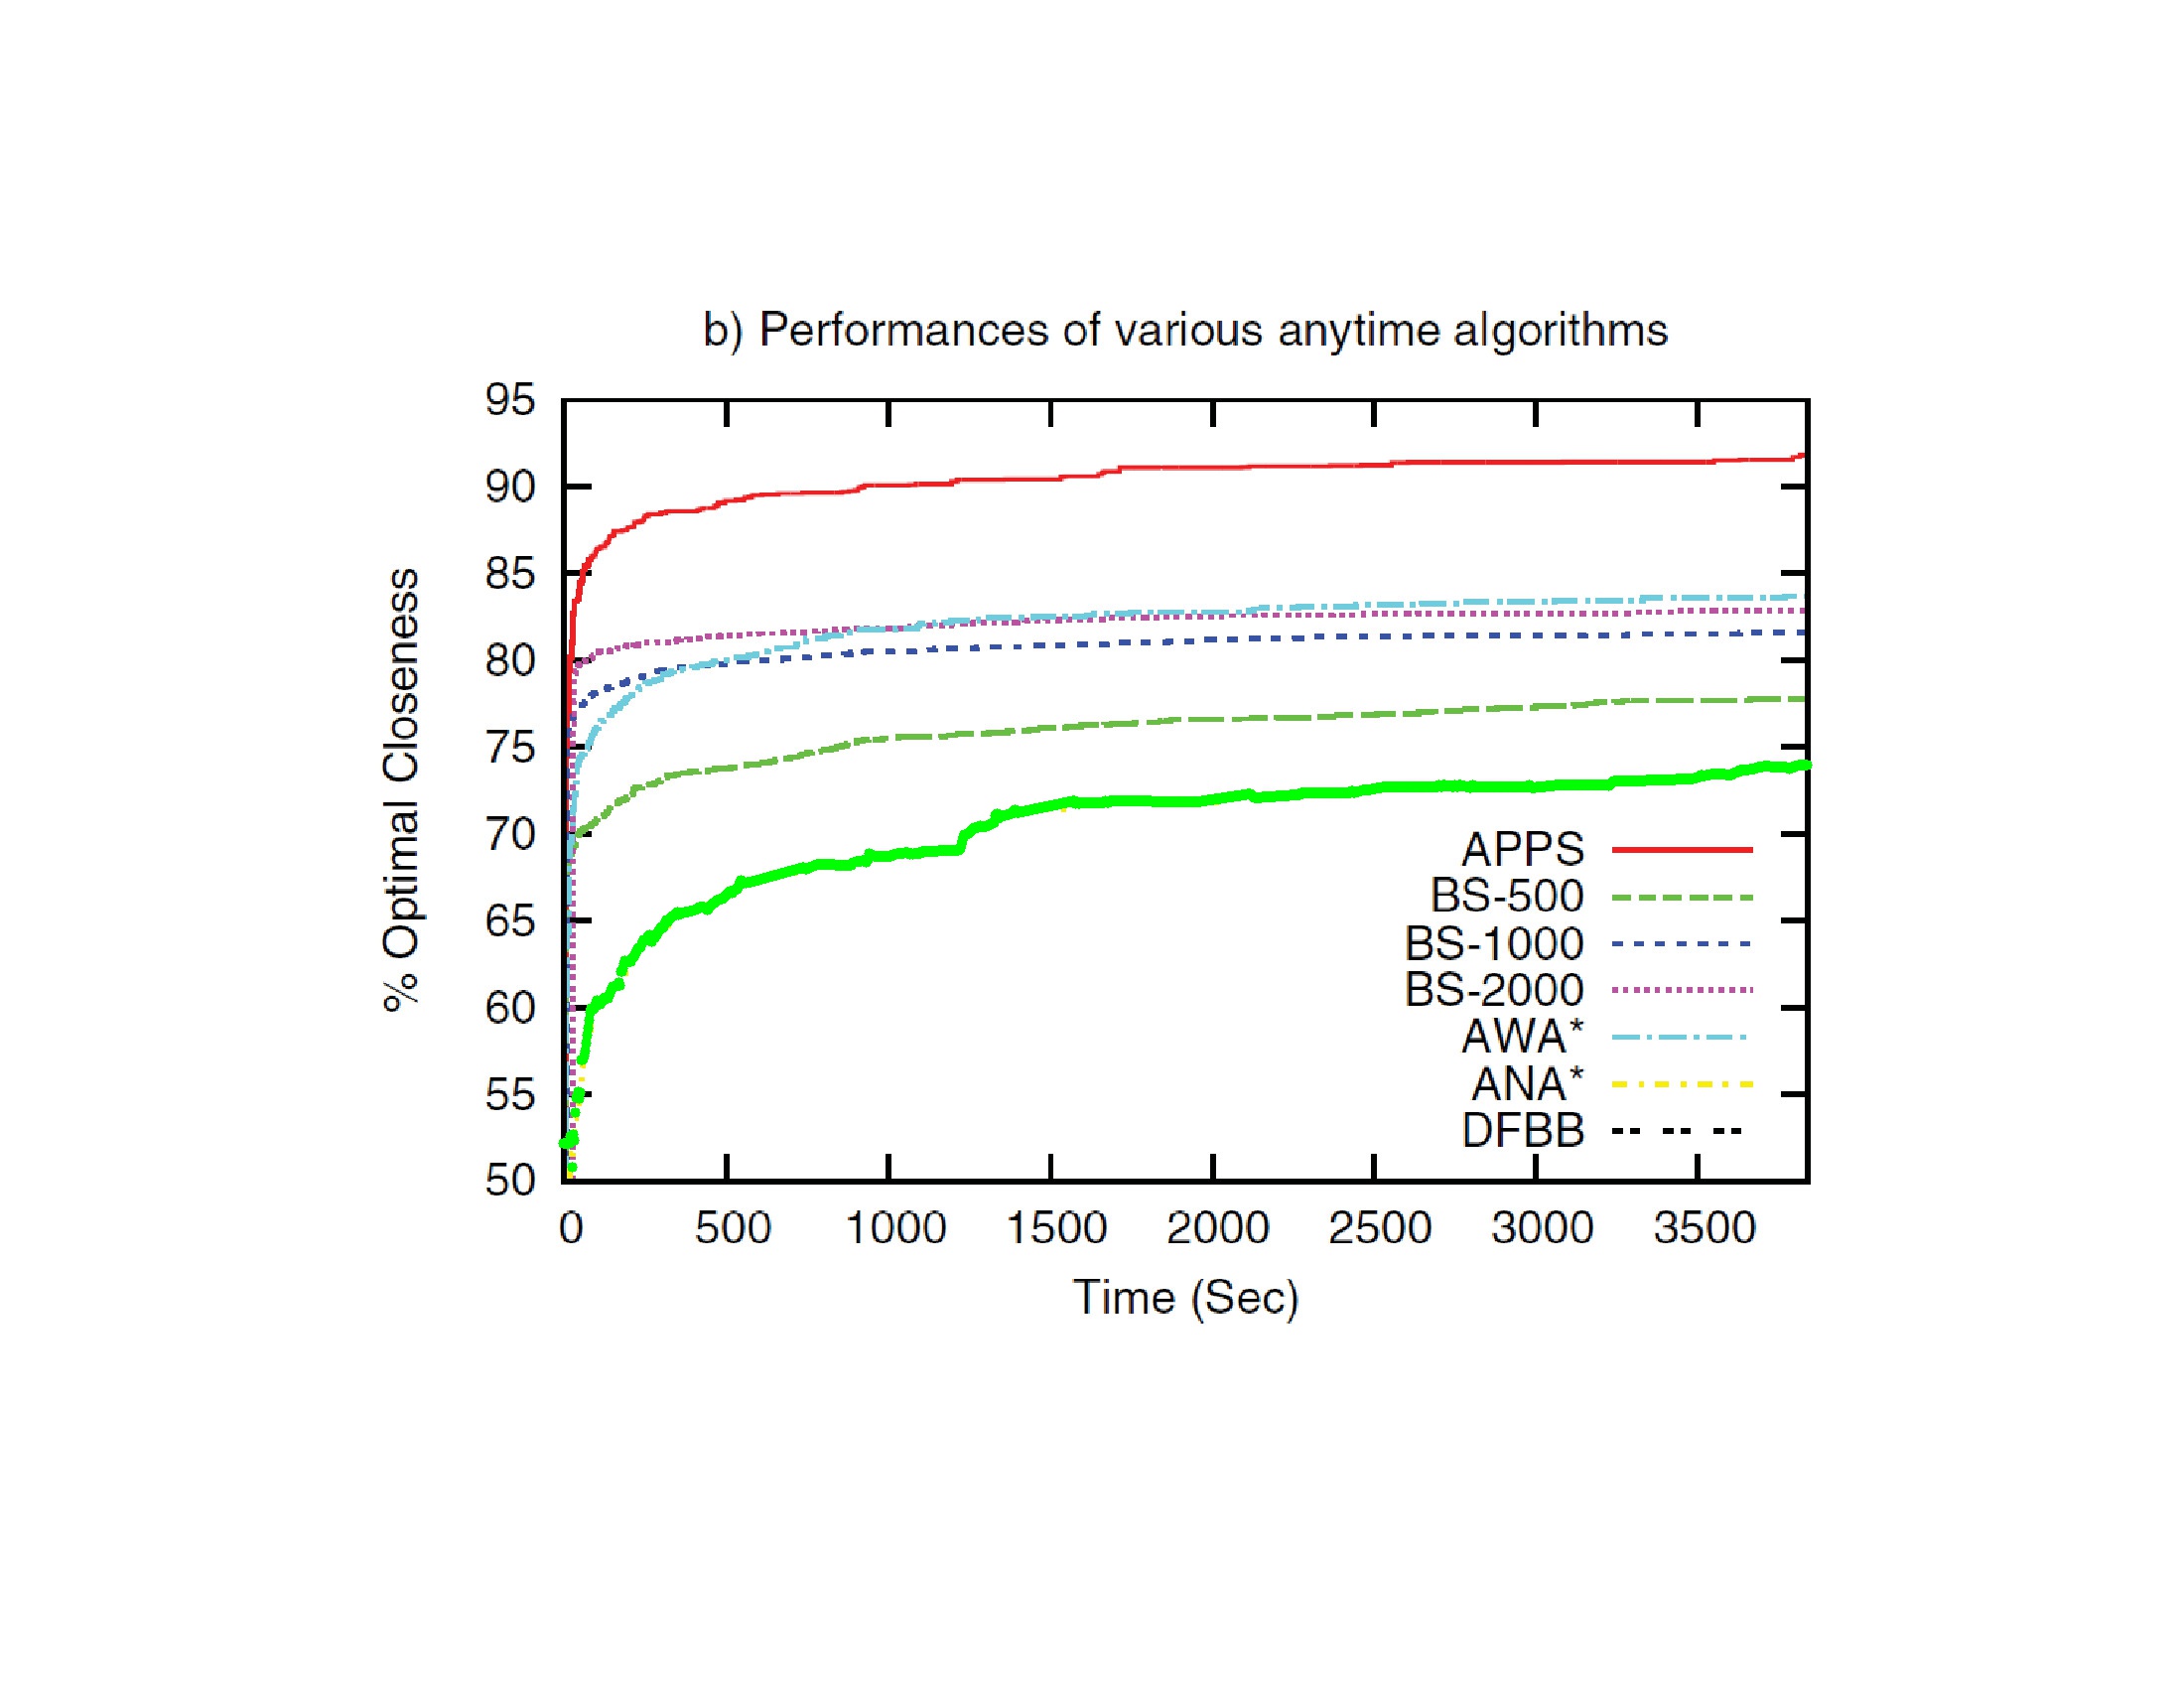 b) Performances of various anytime algorithms
95
90
85
80
75
70
65
60
55
50
% Optimal Closeness
APPS
BS-500
BS-1000
BS-2000
AWA*
ANA*
DFBB
0 500 1000 1500 2000 2500 3000 3500
Time (Sec)